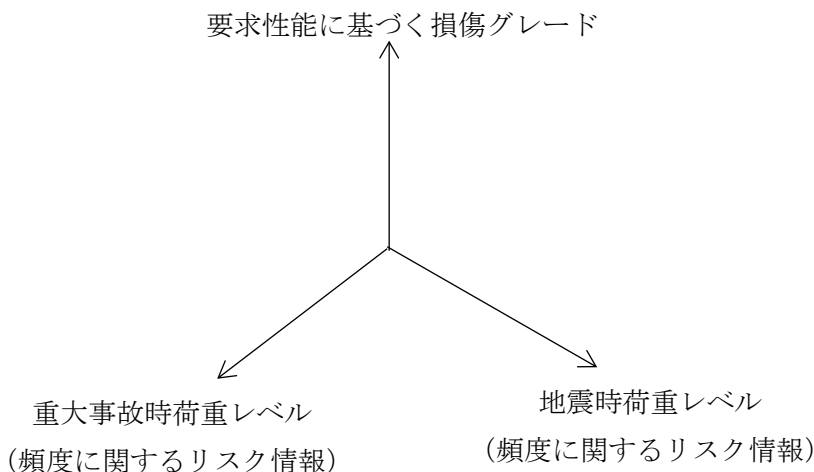 要求性能に基づく損傷グレード
重大事故時荷重レベル
(頻度に関するリスク情報)
地震時荷重レベル
(頻度に関するリスク情報)